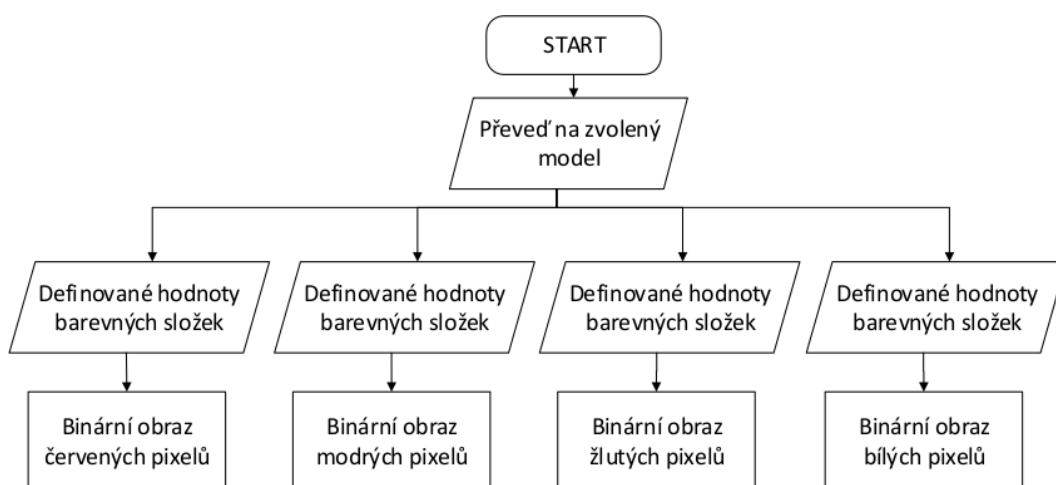 START
Převeď na zvolený
model
Definované hodnoty
barevných složek
Definované hodnoty
barevných složek
Definované hodnoty
barevných složek
Definované hodnoty
barevných složek
Binární obraz
červených pixelů
Binární obraz
modrých pixelů
Binární obraz
žlutých pixelů
Binární obraz
bílých pixelů